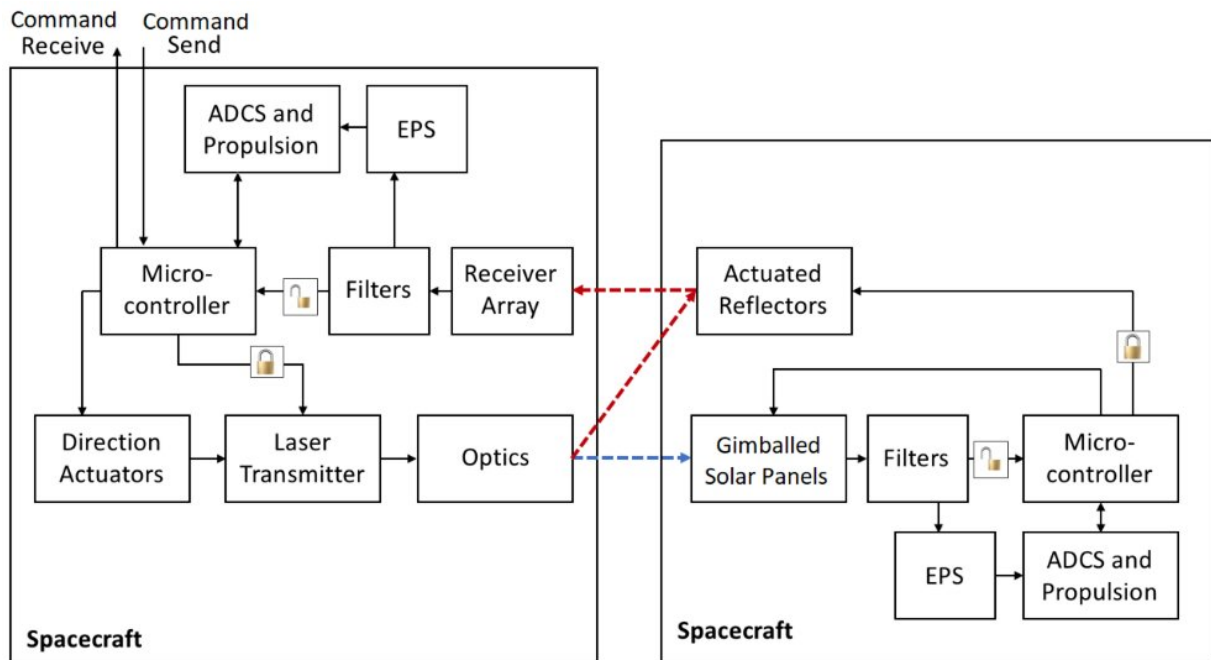 Command
Receive
Command
Send
ADCS and
Propulsion
EPS
Micro-
controller
Filters
Receiver
Array
Direction
Actuators
Laser
Transmitter
Optics
Spacecraft
Actuated
Reflectors
Gimballed
Solar Panels
Filters
Micro-
controller
EPS
ADCS and
Propulsion
Spacecraft